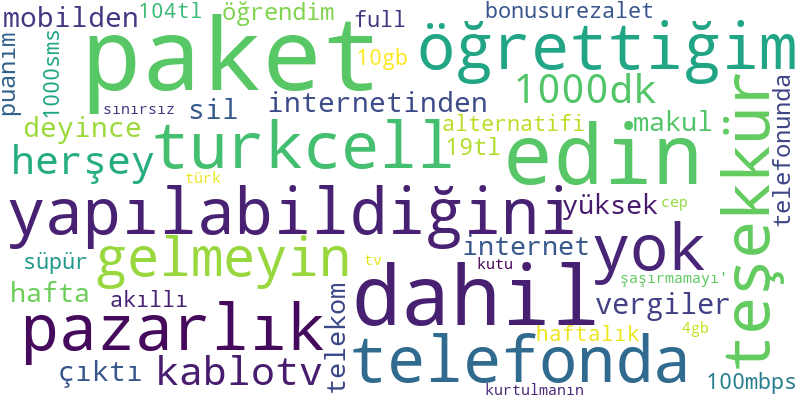 mobilden 104tl öğrendim full bonusurezalet
puanım 1000sms paket 10gb öğrettiğim
sınırsız sil internetinden 1000dk
deyince alternatifi makul telefonunda
herşey turkcell 19tl edin teşekkür
türk
yapılabildiğini yüksek cep
gelmeyin internet yok
süpür tv kutu şaşırmamayı'
hafta akıllı telekom dahil vergiler
pazarlık haftalık 4gb
çıktı kablotv telefonda 100mbps
kurtulmanın